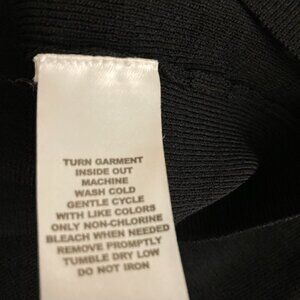 TURN GARMENT
INSIDE OUT
MACHINE
WASH COLD
GENTLE CYCLE
WITH LIKE COLORS
ONLY NON-CHLORINE
BLEACH WHEN NEEDED
REMOVE PROMPTLY
TUMBLE DRY LOW
DO NOT IRON